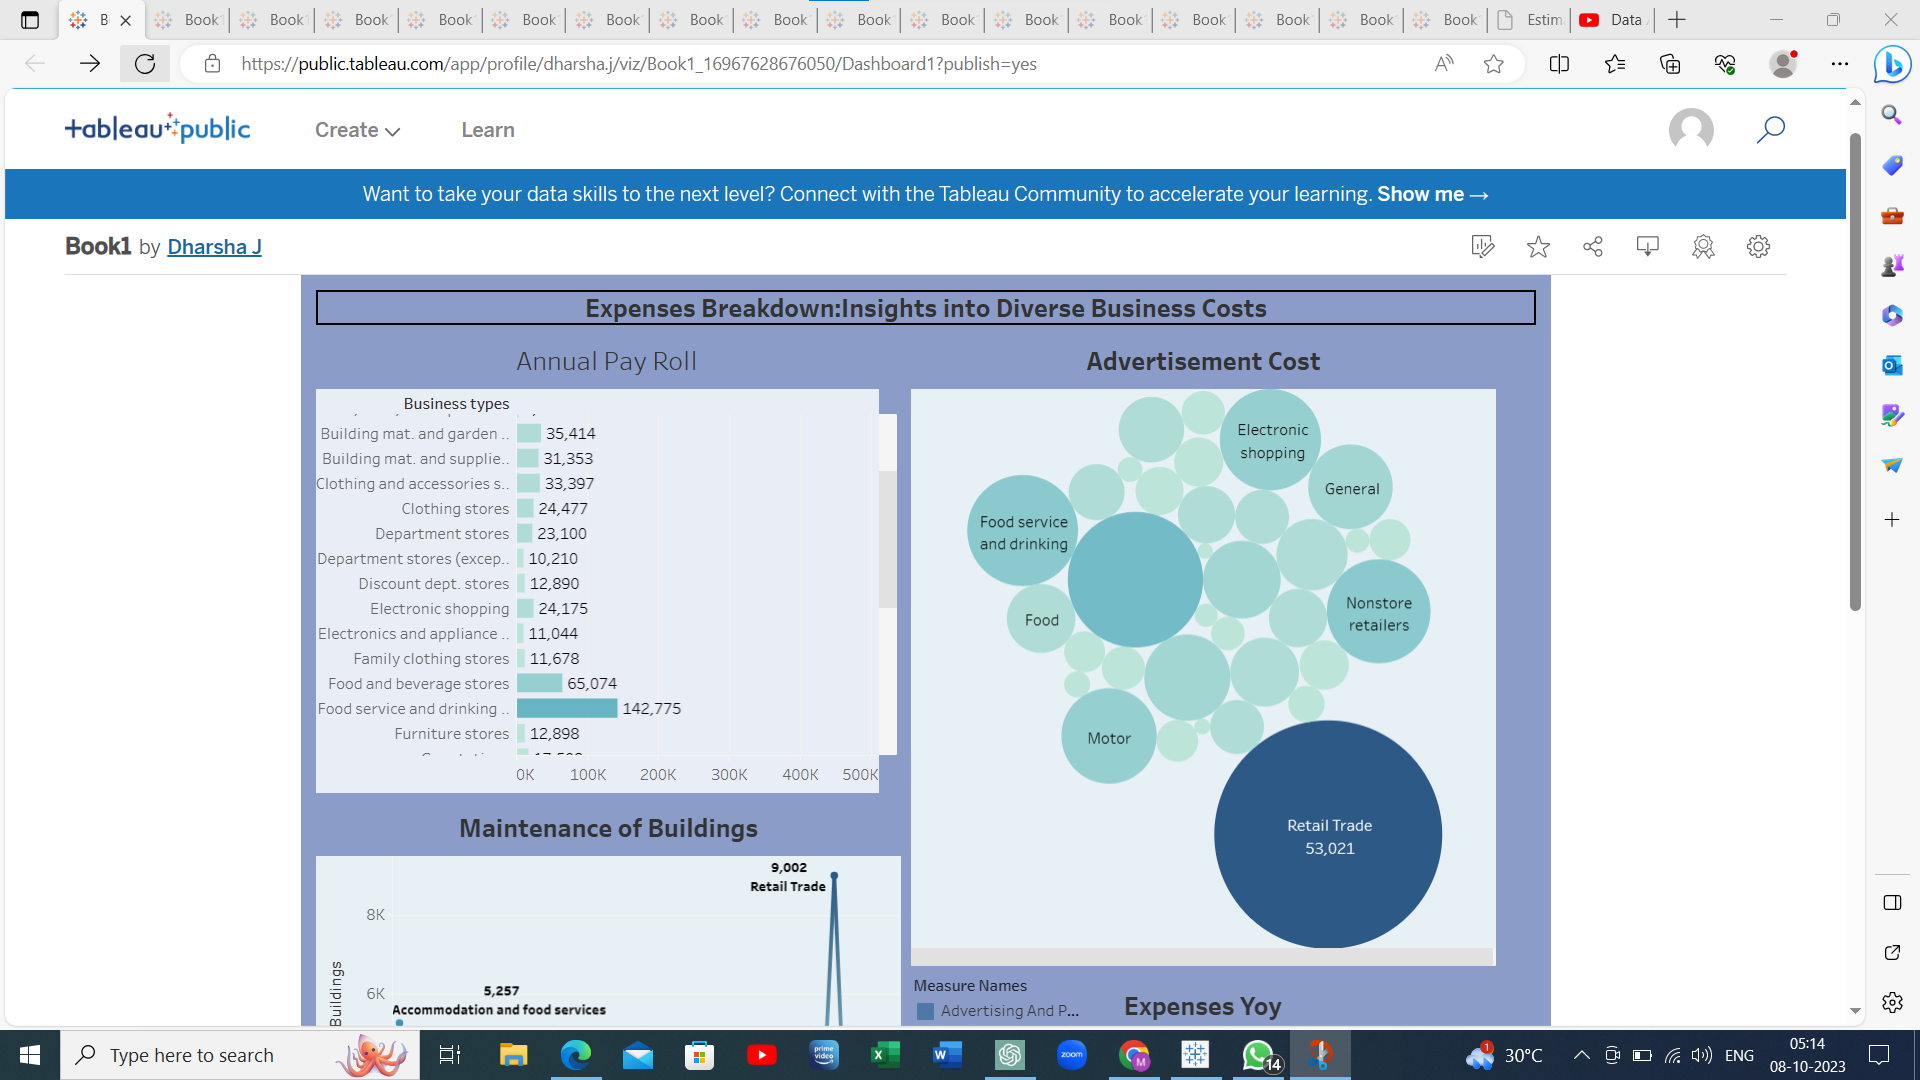 B
Book1
Book1
Book
Book
Book
Book
Book
Book
Book
Book
Book
Book
Book
Book
Book
Book
Estim
Data
https://public.tableau.com/app/profile/dharsha.j/viz/Book1_16967628676050/Dashboard1?publish=yes
tableau public
Create
Learn
Want to take your data skills to the next level? Connect with the Tableau Community to accelerate your learning. Show me →
Book1 by Dharsha J
Expenses Breakdown:Insights into Diverse Business Costs
Annual Pay Roll
Business types
Building mat. and garden .. 35,414
Building mat. and supplie.. 31,353
Clothing and accessories s.. 33,397
Clothing stores 24,477
Department stores 23,100
Department stores (excep.. 10,210
Discount dept. stores 12,890
Electronic shopping 24,175
Electronics and appliance .. 11,044
Family clothing stores 11,678
Food and beverage stores 65,074
Food service and drinking .. 142,775
Furniture stores 12,898
0K 100K 200K 300K 400K 500K
Advertisement Cost
Electronic
shopping
General
Food service
and drinking
Nonstore
retailers
Food
Motor
Retail Trade
53,021
Maintenance of Buildings
9,002
Retail Trade
8K
6K
Buildings
5,257
Accommodation and food services
Measure Names
Advertising And P...
Expenses Yoy
Type here to search
prime
video
zoom
M
14
1
30°C
ENG
05:14
08-10-2023